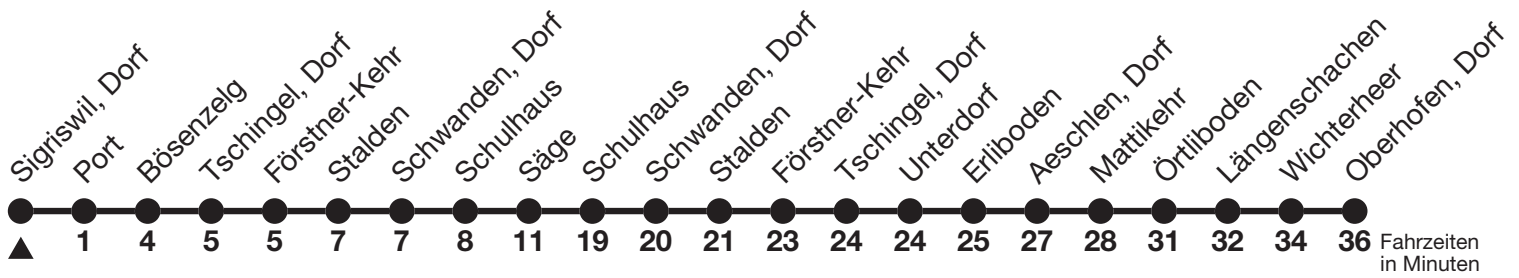 Sigriswil, Dorf
Port
Bösenzelg
Tschingel, Dorf
Förstner-Kehr
Stalden
Schwanden, Dorf
Schulhaus
Säge
Schulhaus
Schwanden, Dorf
Stalden
Förstner-Kehr
Tschingel, Dorf
Unterdorf
Erliboden
Aeschlen, Dorf
Mattikehr
Örtliboden
Längenschachen
Wichterheer
Oberhofen, Dorf
1 4 5 5 7 7 8 11 19 20 21 23 24 24 25 27 28 31 32 34 36 Fahrzeiten
in Minuten